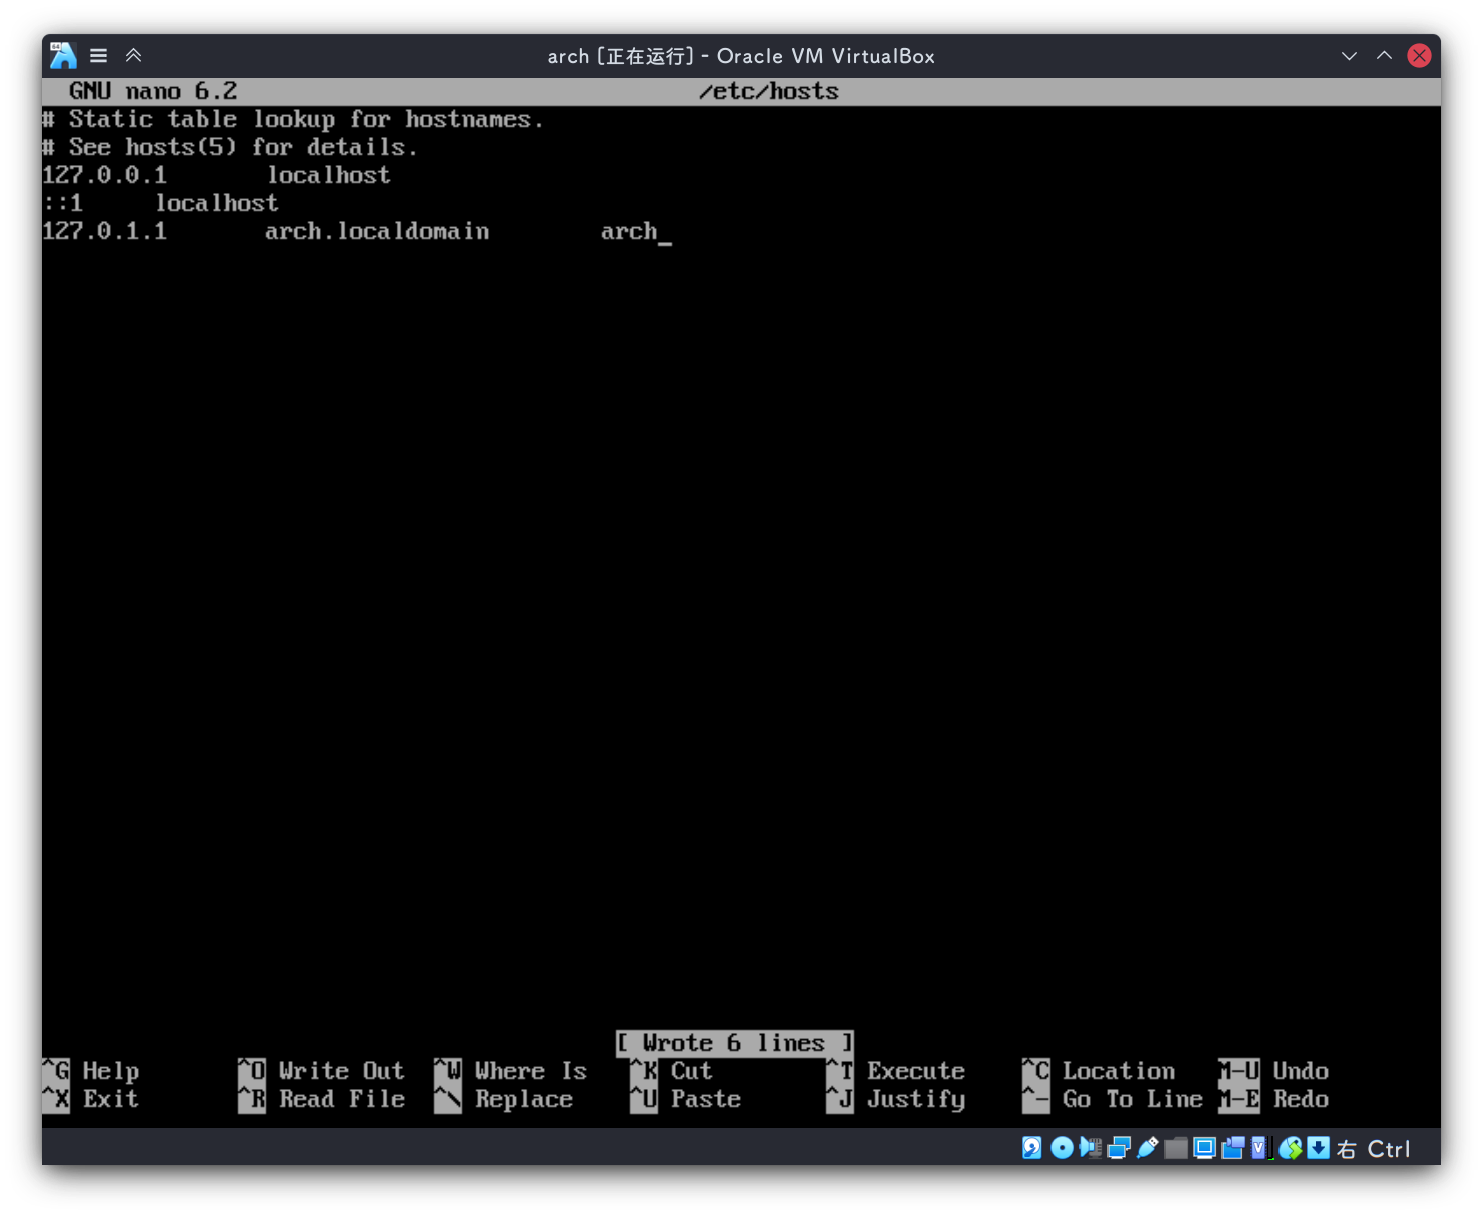 arch [正在运行] - Oracle VM VirtualBox
GNU nano 6.2 /etc/hosts
# Static table lookup for hostnames.
# See hosts(5) for details.
127.0.0.1 localhost
::1 localhost
127.0.1.1 arch.localdomain arch_
[ Wrote 6 lines ]
^G Help ^O Write Out ^W Where Is ^K Cut ^T Execute ^C Location M-U Undo
^X Exit ^R Read File ^\ Replace ^U Paste ^J Justify ^- Go To Line M-E Redo
右 Ctrl